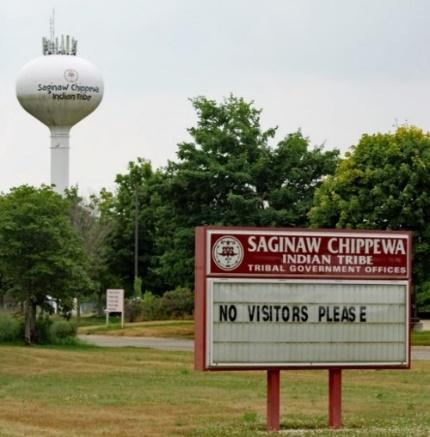 Saginaw Chippewa
Indian Tribe
SAGINAW CHIPPEWA
INDIAN TRIBE
TRIBAL GOVERNMENT OFFICES
NO VISITORS PLEASE